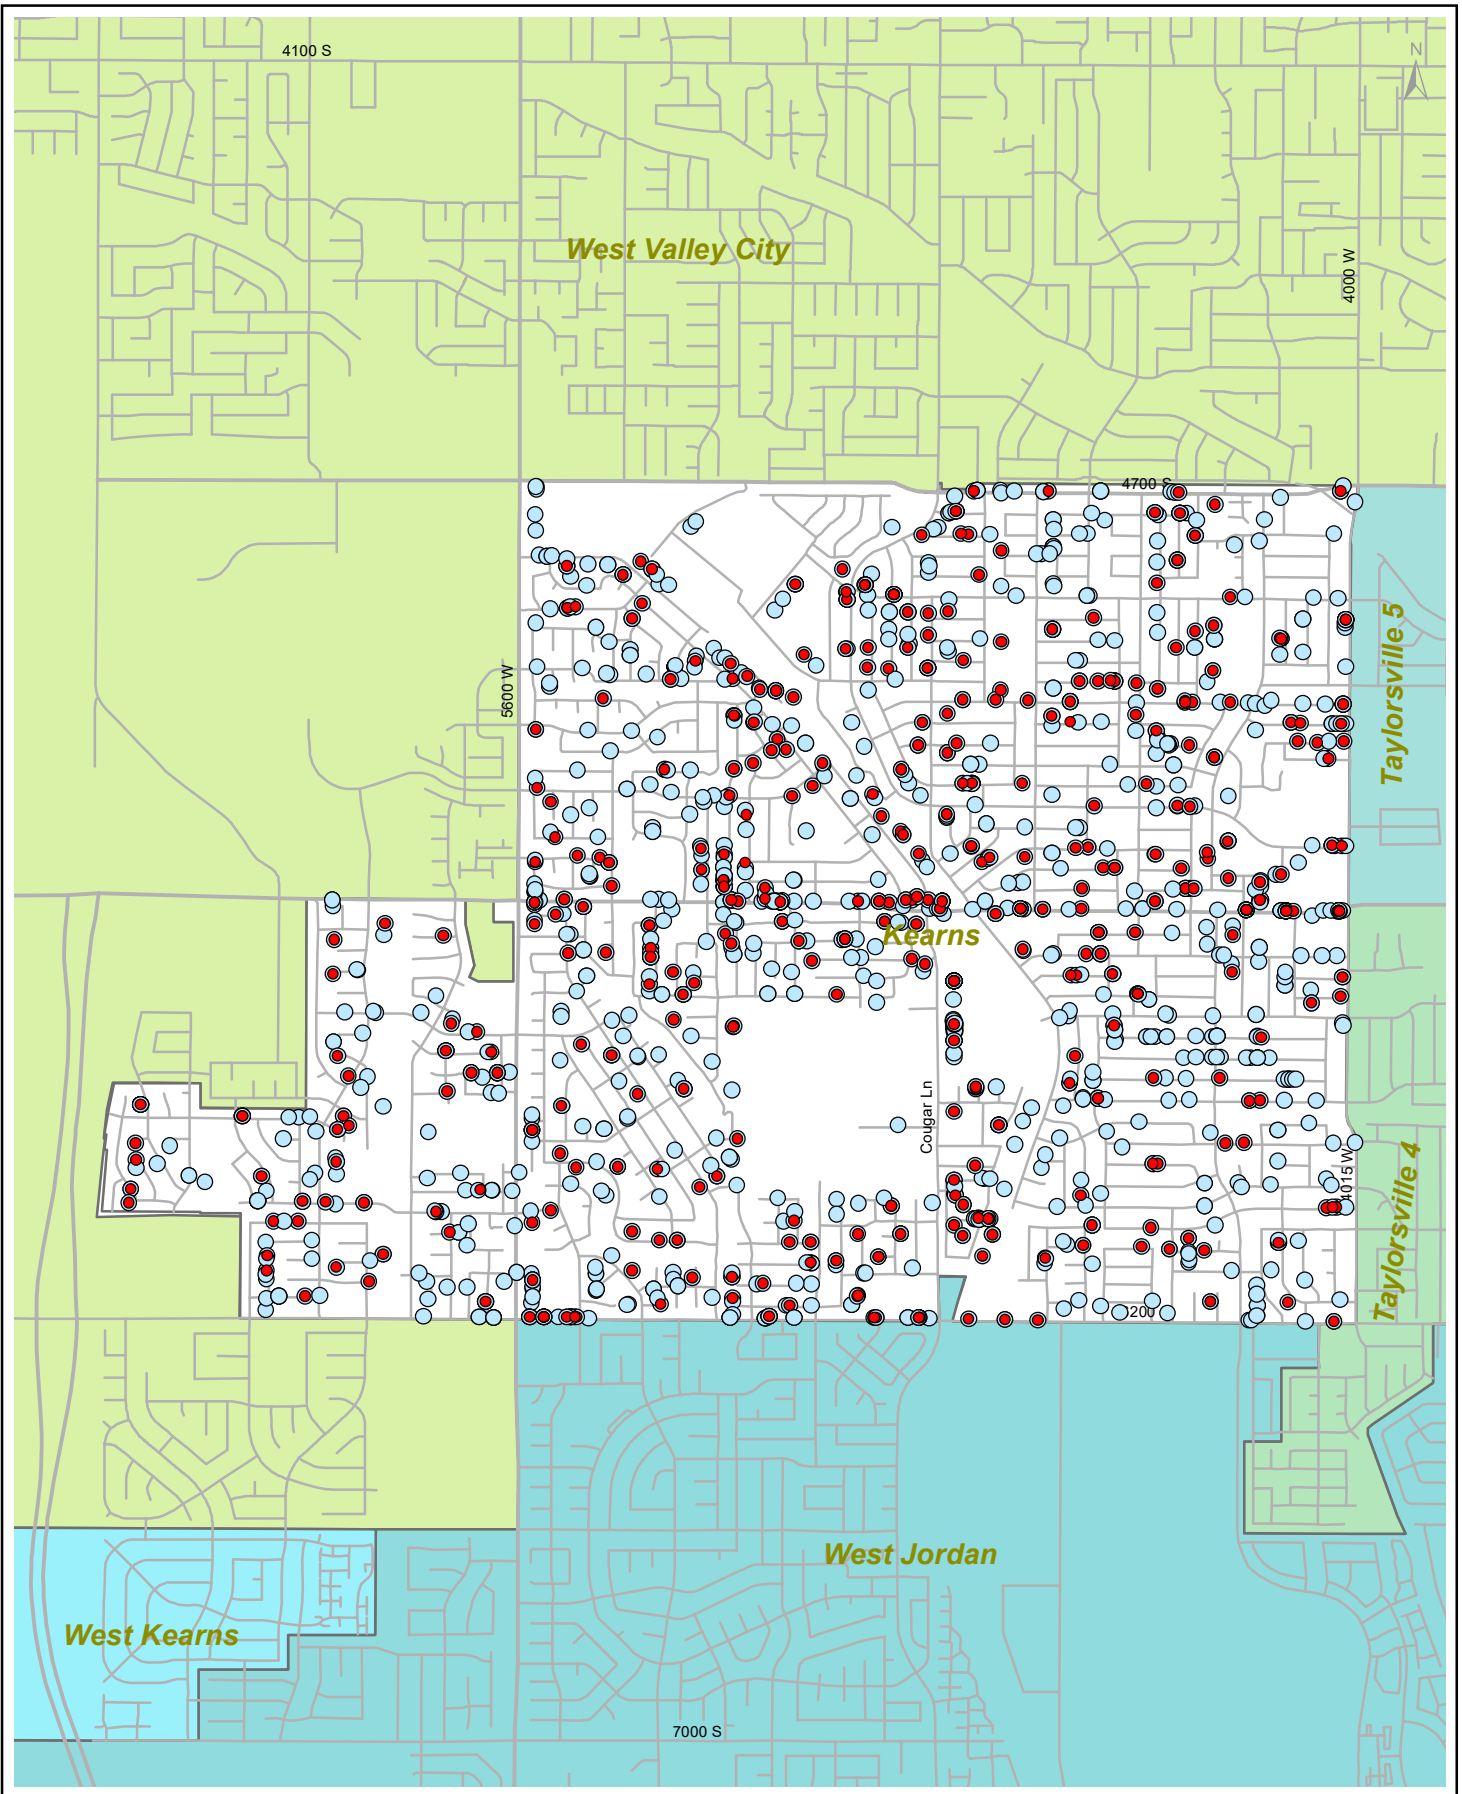 4100 S
N
West Valley City
4000 W
4700 S
Taylorsville 5
5600 W
Kearns
Cougar Ln
4015 W
Taylorsville 4
200
West Jordan
West Kearns
7000 S